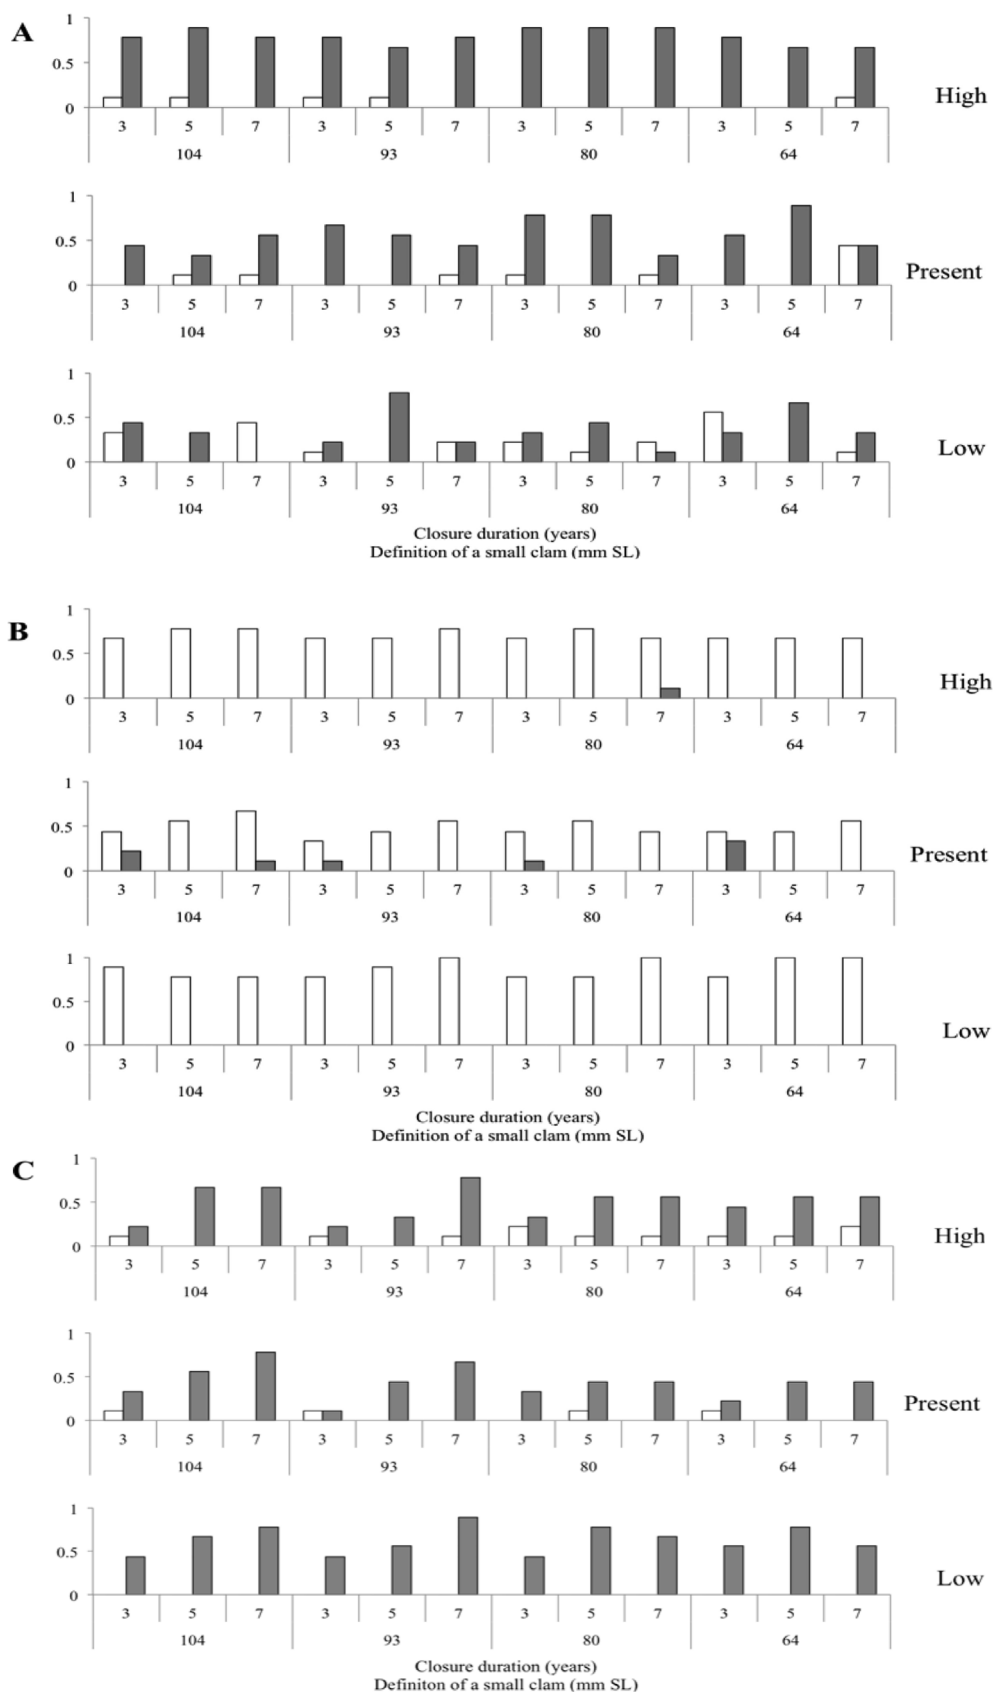 A
1
0.5
0
High
3 5 7 3 5 7 3 5 7 3 5 7
104 93 80 64
1
0.5
0
Present
3 5 7 3 5 7 3 5 7 3 5 7
104 93 80 64
1
0.5
0
Low
3 5 7 3 5 7 3 5 7 3 5 7
104 93 80 64
Closure duration (years)
Definition of a small clam (mm SL)
B
1
0.5
0
High
3 5 7 3 5 7 3 5 7 3 5 7
104 93 80 64
1
0.5
0
Present
3 5 7 3 5 7 3 5 7 3 5 7
104 93 80 64
1
0.5
0
Low
3 5 7 3 5 7 3 5 7 3 5 7
104 93 80 64
Closure duration (years)
Definition of a small clam (mm SL)
C
1
0.5
0
High
3 5 7 3 5 7 3 5 7 3 5 7
104 93 80 64
1
0.5
0
Present
3 5 7 3 5 7 3 5 7 3 5 7
104 93 80 64
1
0.5
0
Low
3 5 7 3 5 7 3 5 7 3 5 7
104 93 80 64
Closure duration (years)
Definiton of a small clam (mm SL)